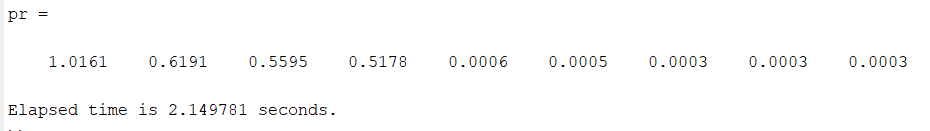 pr =
1.0161 0.6191 0.5595 0.5178 0.0006 0.0005 0.0003 0.0003 0.0003
Elapsed time is 2.149781 seconds.